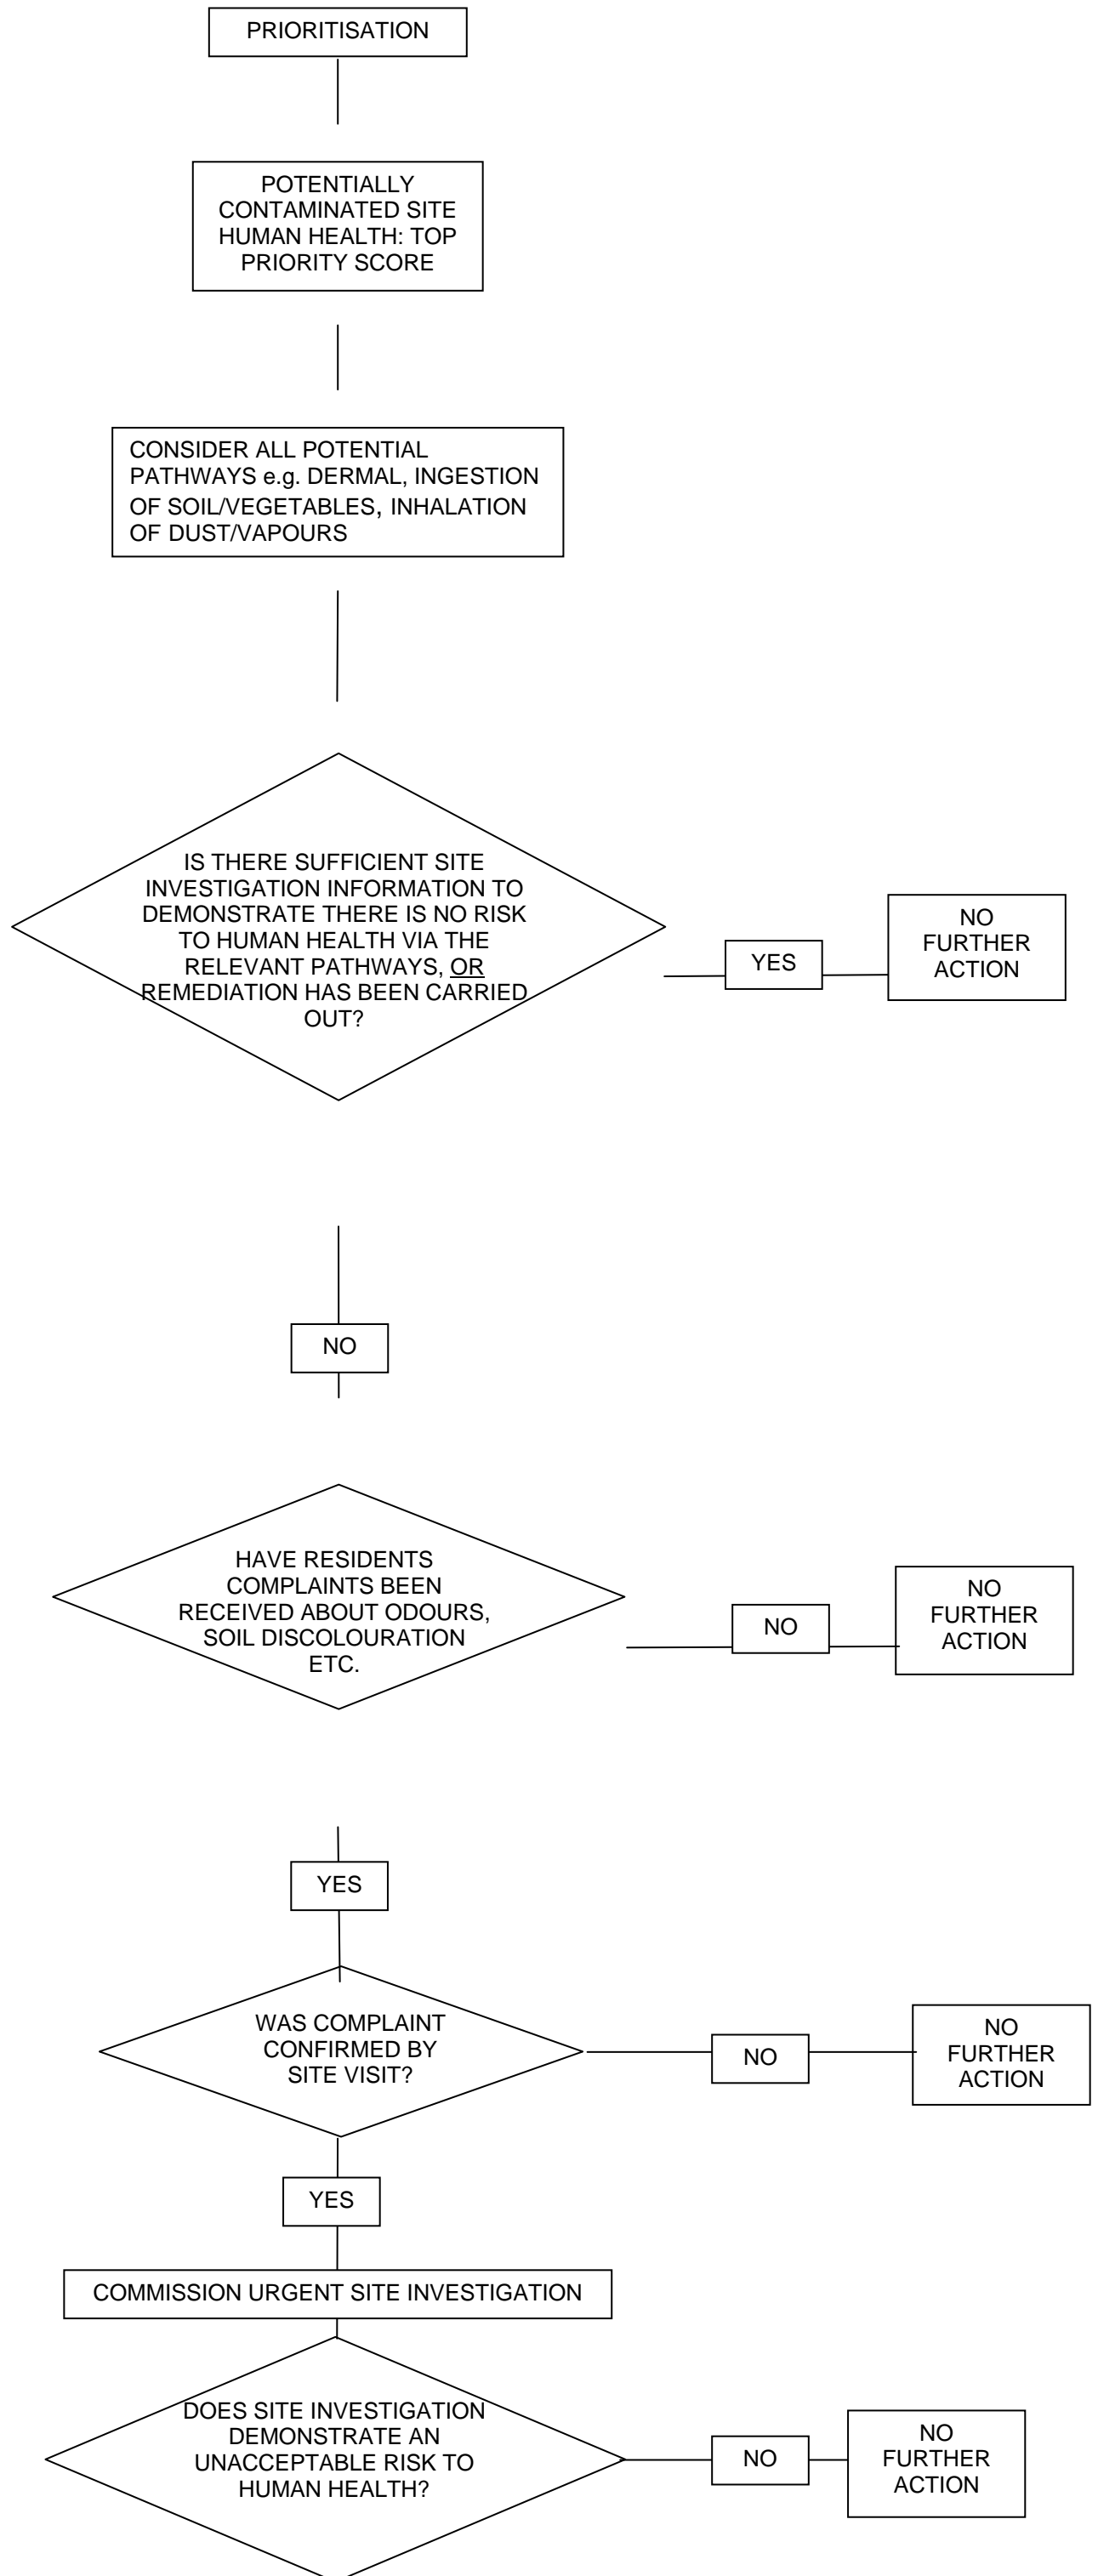 PRIORITISATION
POTENTIALLY
CONTAMINATED SITE
HUMAN HEALTH: TOP
PRIORITY SCORE
CONSIDER ALL POTENTIAL
PATHWAYS e.g. DERMAL, INGESTION
OF SOIL/VEGETABLES, INHALATION
OF DUST/VAPOURS
IS THERE SUFFICIENT SITE
INVESTIGATION INFORMATION TO
DEMONSTRATE THERE IS NO RISK
TO HUMAN HEALTH VIA THE
RELEVANT PATHWAYS, OR
REMEDIATION HAS BEEN CARRIED
OUT?
YES
NO
FURTHER
ACTION
NO
HAVE RESIDENTS
COMPLAINTS BEEN
RECEIVED ABOUT ODOURS,
SOIL DISCOLOURATION
ETC.
NO
NO
FURTHER
ACTION
YES
WAS COMPLAINT
CONFIRMED BY
SITE VISIT?
NO
NO
FURTHER
ACTION
YES
COMMISSION URGENT SITE INVESTIGATION
DOES SITE INVESTIGATION
DEMONSTRATE AN
UNACCEPTABLE RISK TO
HUMAN HEALTH?
NO
NO
FURTHER
ACTION